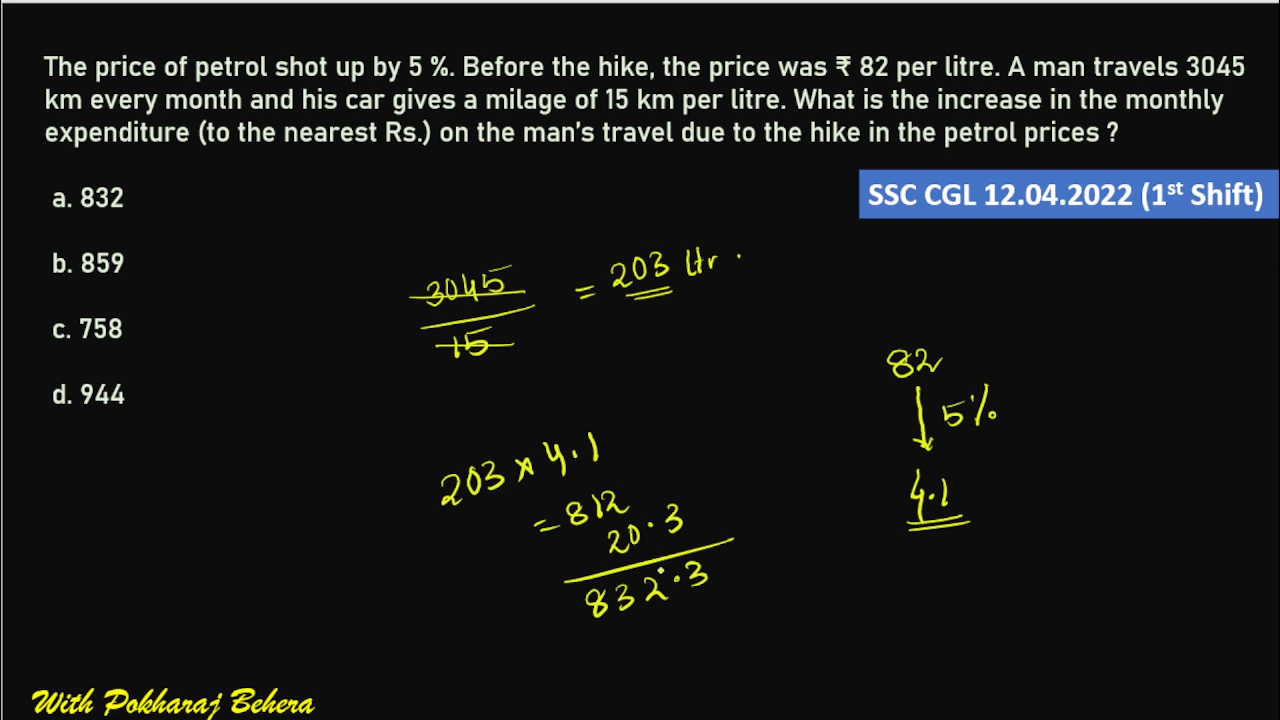 The price of petrol shot up by 5 %. Before the hike, the price was ₹ 82 per litre. A man travels 3045
km every month and his car gives a milage of 15 km per litre. What is the increase in the monthly
expenditure (to the nearest Rs.) on the man's travel due to the hike in the petrol prices ?
a. 832
SSC CGL 12.04.2022 (1st Shift)
b. 859
c. 758
d. 944
3045
15
= 203 ltr.
82
5%
4.1
203 × 4.1
= 812
20.3
832.3
With Pokharaj Behera